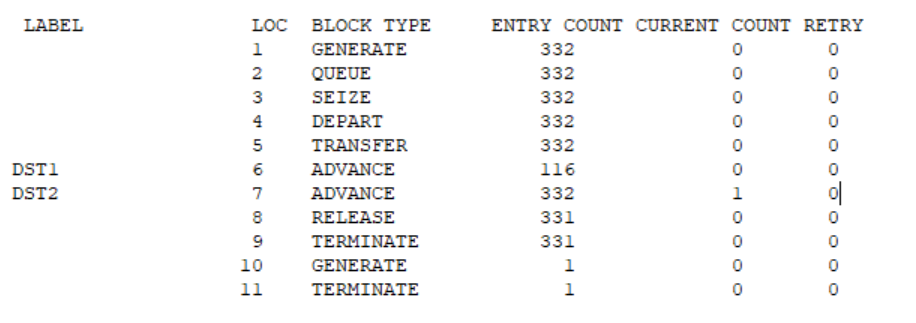 LABEL LOC BLOCK TYPE ENTRY COUNT CURRENT COUNT RETRY
1 GENERATE 332 0 0
2 QUEUE 332 0 0
3 SEIZE 332 0 0
4 DEPART 332 0 0
5 TRANSFER 332 0 0
DST1 6 ADVANCE 116 0 0
DST2 7 ADVANCE 332 1 0
8 RELEASE 331 0 0
9 TERMINATE 331 0 0
10 GENERATE 1 0 0
11 TERMINATE 1 0 0